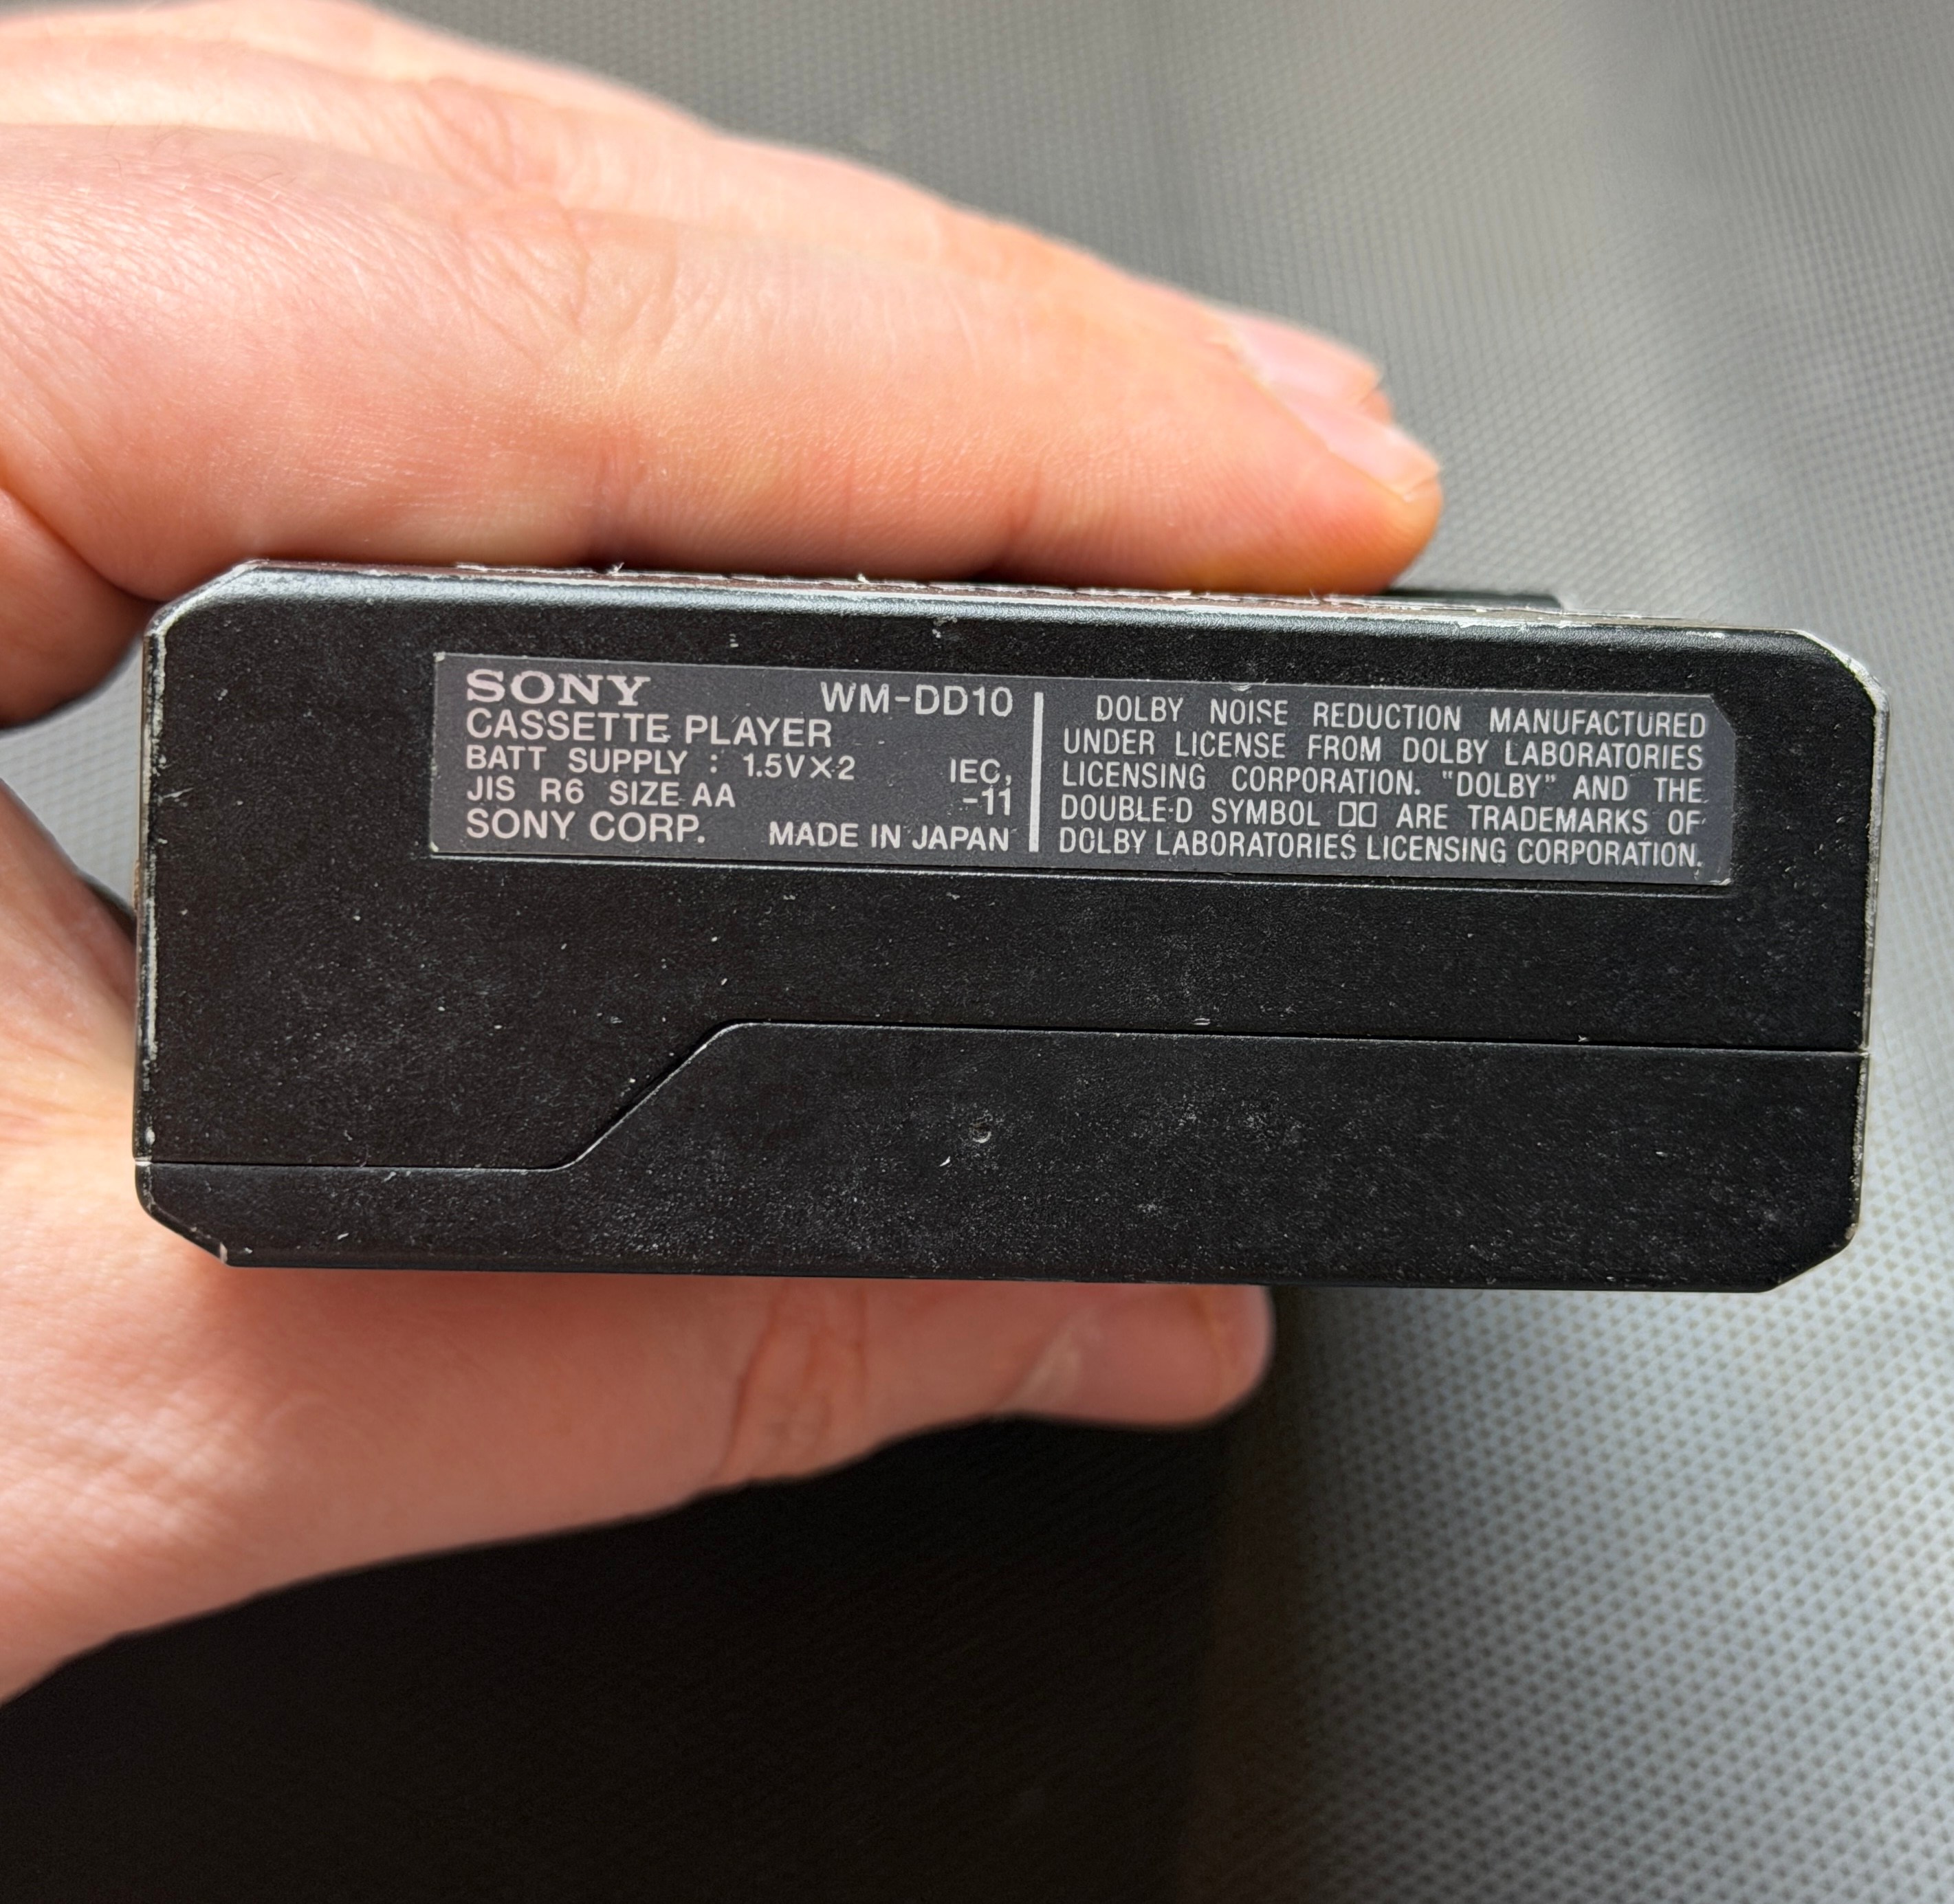 SONY WM-DD10
CASSETTE PLAYER
BATT SUPPLY : 1.5V×2 IEC,
JIS R6 SIZE AA -11
SONY CORP. MADE IN JAPAN
DOLBY NOISE REDUCTION MANUFACTURED
UNDER LICENSE FROM DOLBY LABORATORIES
LICENSING CORPORATION. "DOLBY" AND THE
DOUBLE-D SYMBOL ▯▯ ARE TRADEMARKS OF
DOLBY LABORATORIES LICENSING CORPORATION.